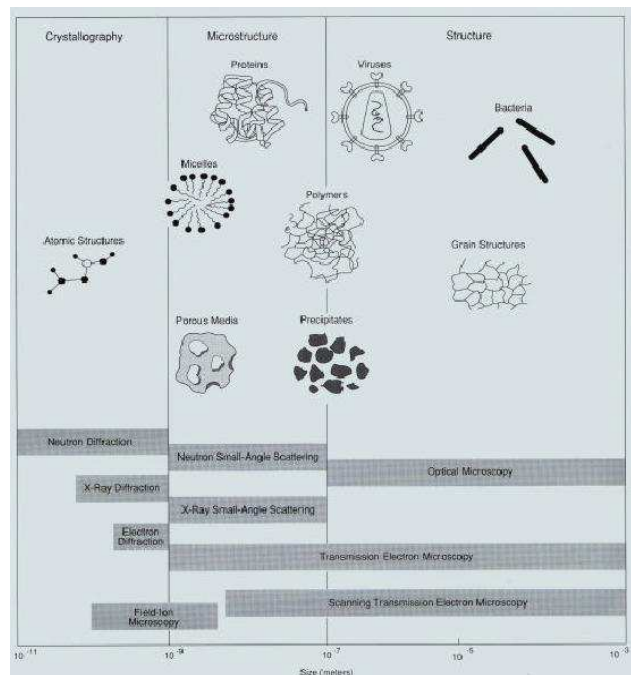 Crystallography
Microstructure
Structure
Proteins
Viruses
Bacteria
Micelles
Polymers
Atomic Structures
Grain Structures
Porous Media
Precipitates
Neutron Diffraction
Neutron Small-Angle Scattering
Optical Microscopy
X-Ray Diffraction
X-Ray Small-Angle Scattering
Electron
Diffraction
Transmission Electron Microscopy
Scanning Transmission Electron Microscopy
Field-Ion
Microscopy
10⁻¹¹ 10⁻⁹ 10⁻⁷ 10⁻⁵ 10⁻³
Size (meters)